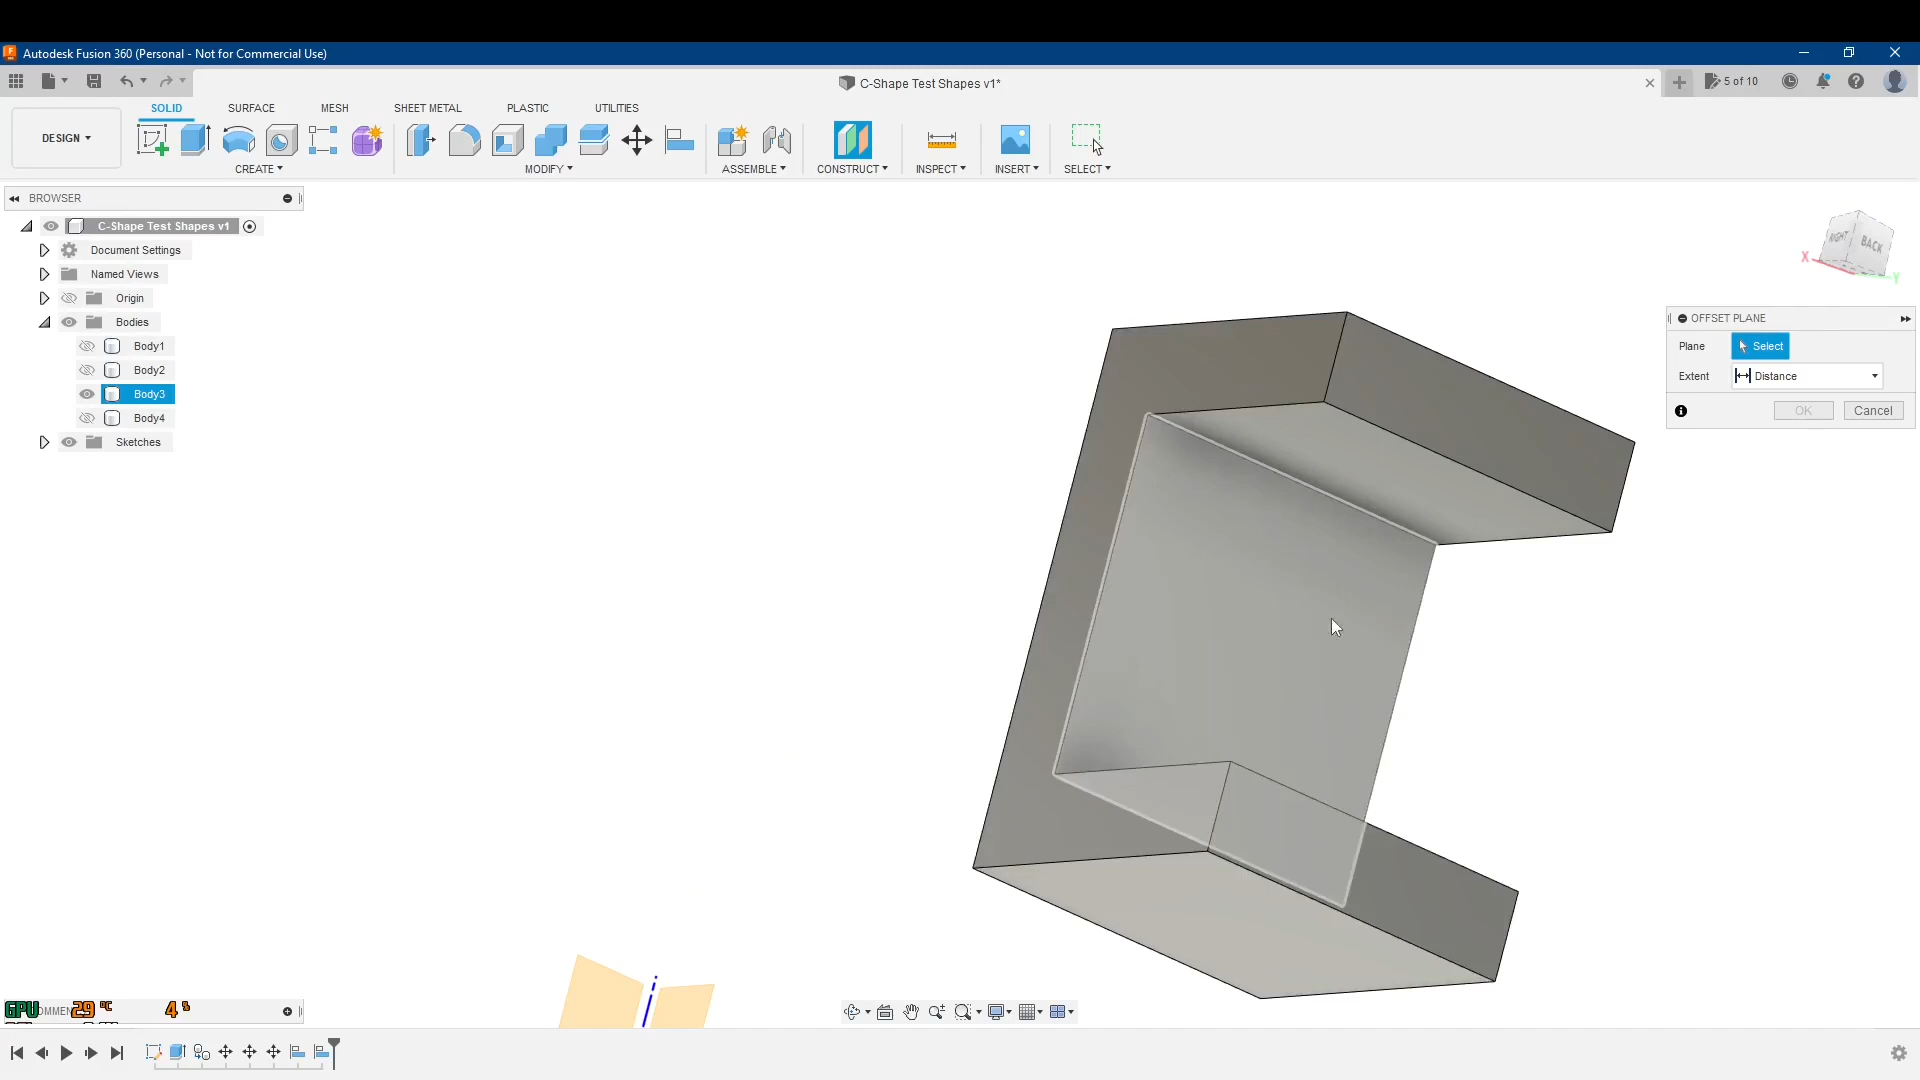 Autodesk Fusion 360 (Personal - Not for Commercial Use)
C-Shape Test Shapes v1*
5 of 10
SOLID
SURFACE
MESH
SHEET METAL
PLASTIC
UTILITIES
DESIGN
CREATE
MODIFY
ASSEMBLE
CONSTRUCT
INSPECT
INSERT
SELECT
BROWSER
C-Shape Test Shapes v1
Document Settings
Named Views
Origin
Bodies
Body1
Body2
Body3
Body4
Sketches
RIGHT
BACK
X
Y
OFFSET PLANE
Plane
Select
Extent
Distance
OK
Cancel
GPU
29 °C
4 %